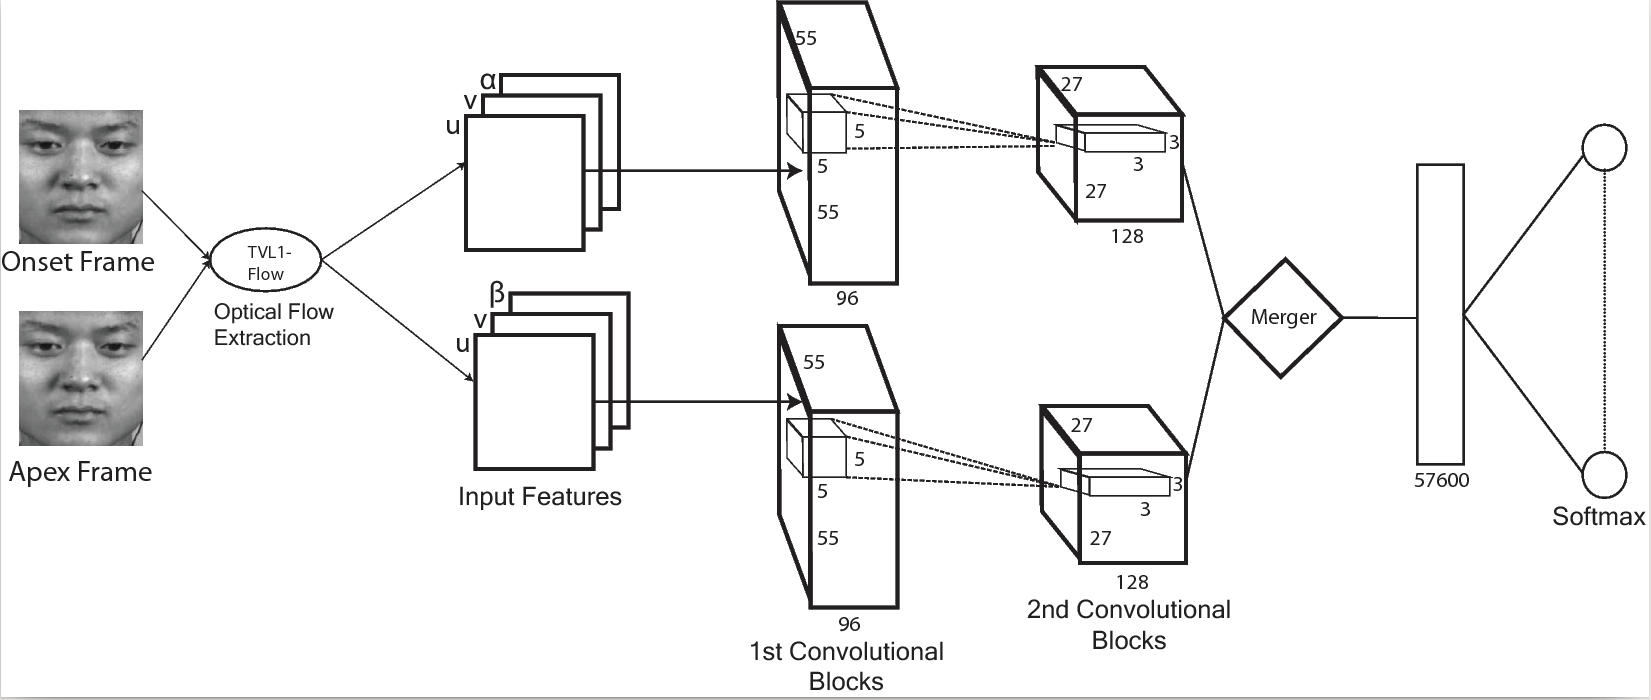 Onset Frame
Apex Frame
TVL1-
Flow
Optical Flow
Extraction
α
v
u
β
v
u
Input Features
55
5
5
55
96
55
5
5
55
96
1st Convolutional
Blocks
27
3
3
27
128
27
3
3
27
128
2nd Convolutional
Blocks
Merger
57600
Softmax